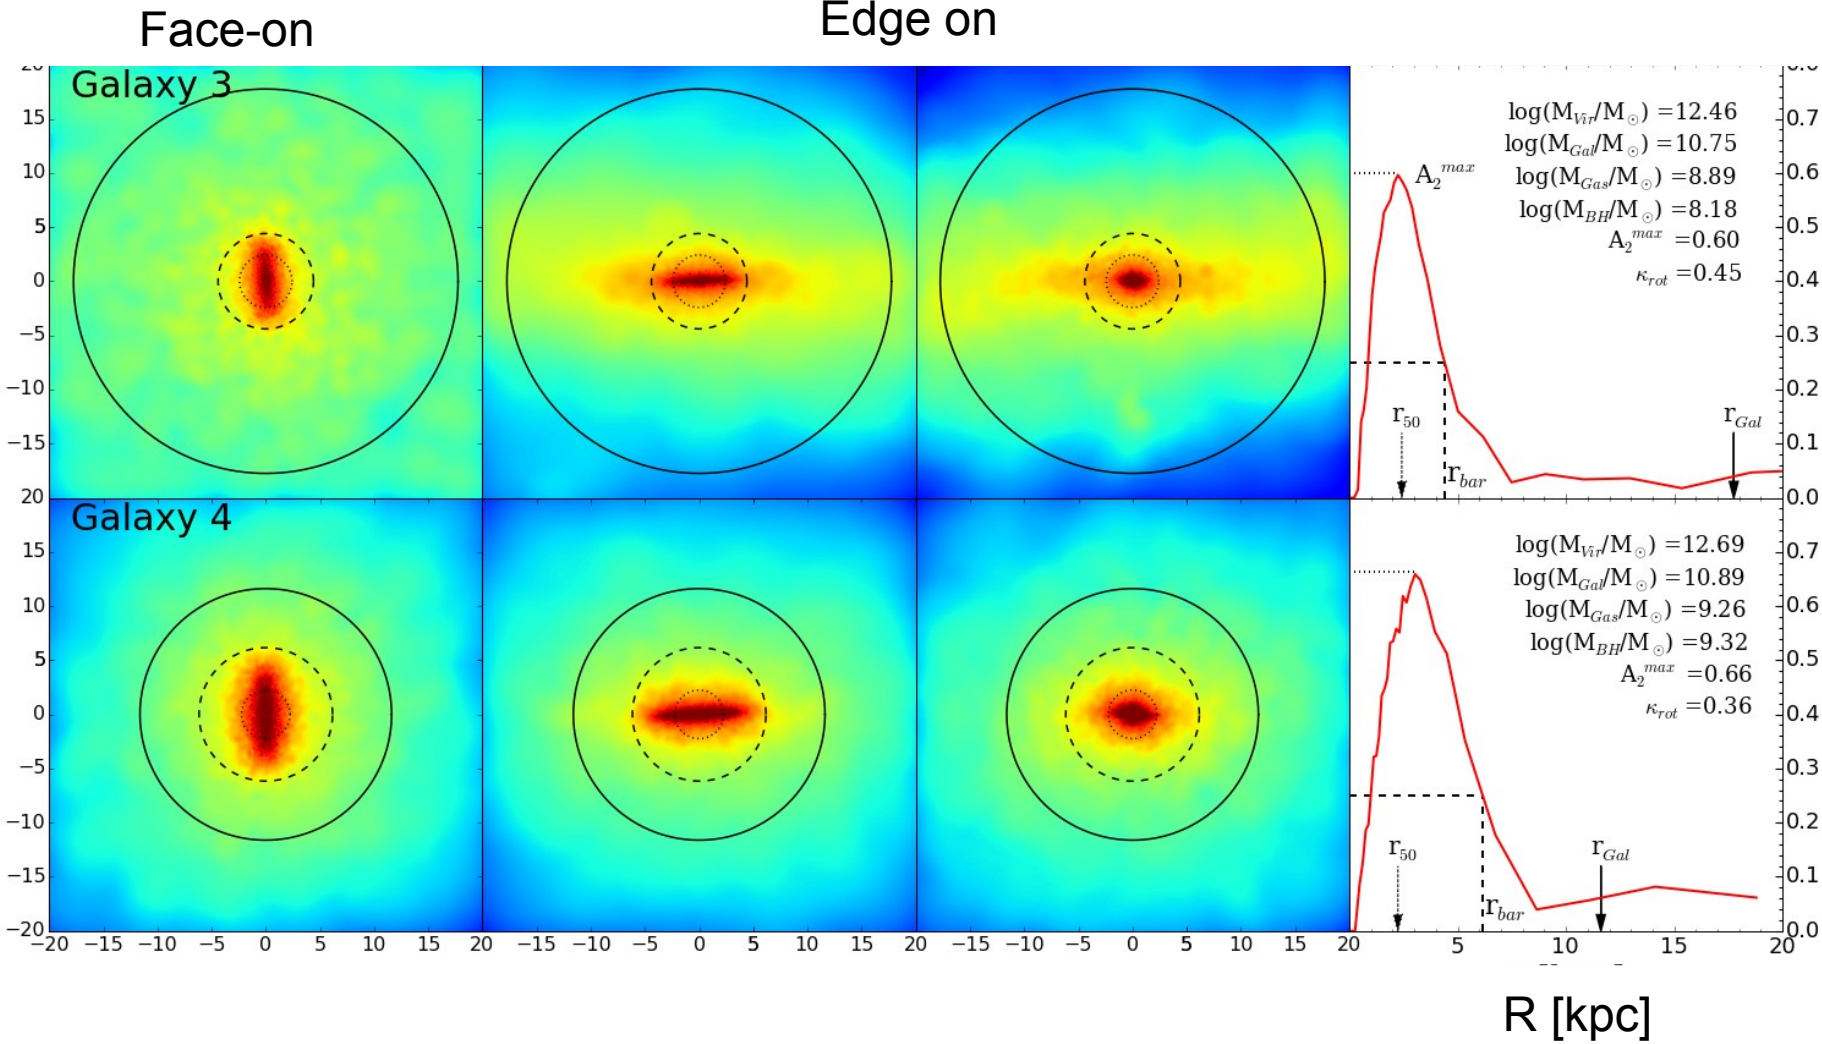 Face-on
Edge on
Galaxy 3
20
15
10
5
0
−5
−10
−15
20
log(M_Vir/M_⊙) =12.46
log(M_Gal/M_⊙) =10.75
log(M_Gas/M_⊙) =8.89
log(M_BH/M_⊙) =8.18
A_2^max =0.60
κ_rot =0.45
A_2^max
r_50
r_bar
r_Gal
0.7
0.6
0.5
0.4
0.3
0.2
0.1
0.0
Galaxy 4
15
10
5
0
−5
−10
−15
−20
log(M_Vir/M_⊙) =12.69
log(M_Gal/M_⊙) =10.89
log(M_Gas/M_⊙) =9.26
log(M_BH/M_⊙) =9.32
A_2^max =0.66
κ_rot =0.36
r_50
r_bar
r_Gal
0.7
0.6
0.5
0.4
0.3
0.2
0.1
0.0
−20 −15 −10 −5 0 5 10 15 20 −15 −10 −5 0 5 10 15 20 −15 −10 −5 0 5 10 15 20 5 10 15 20
R [kpc]